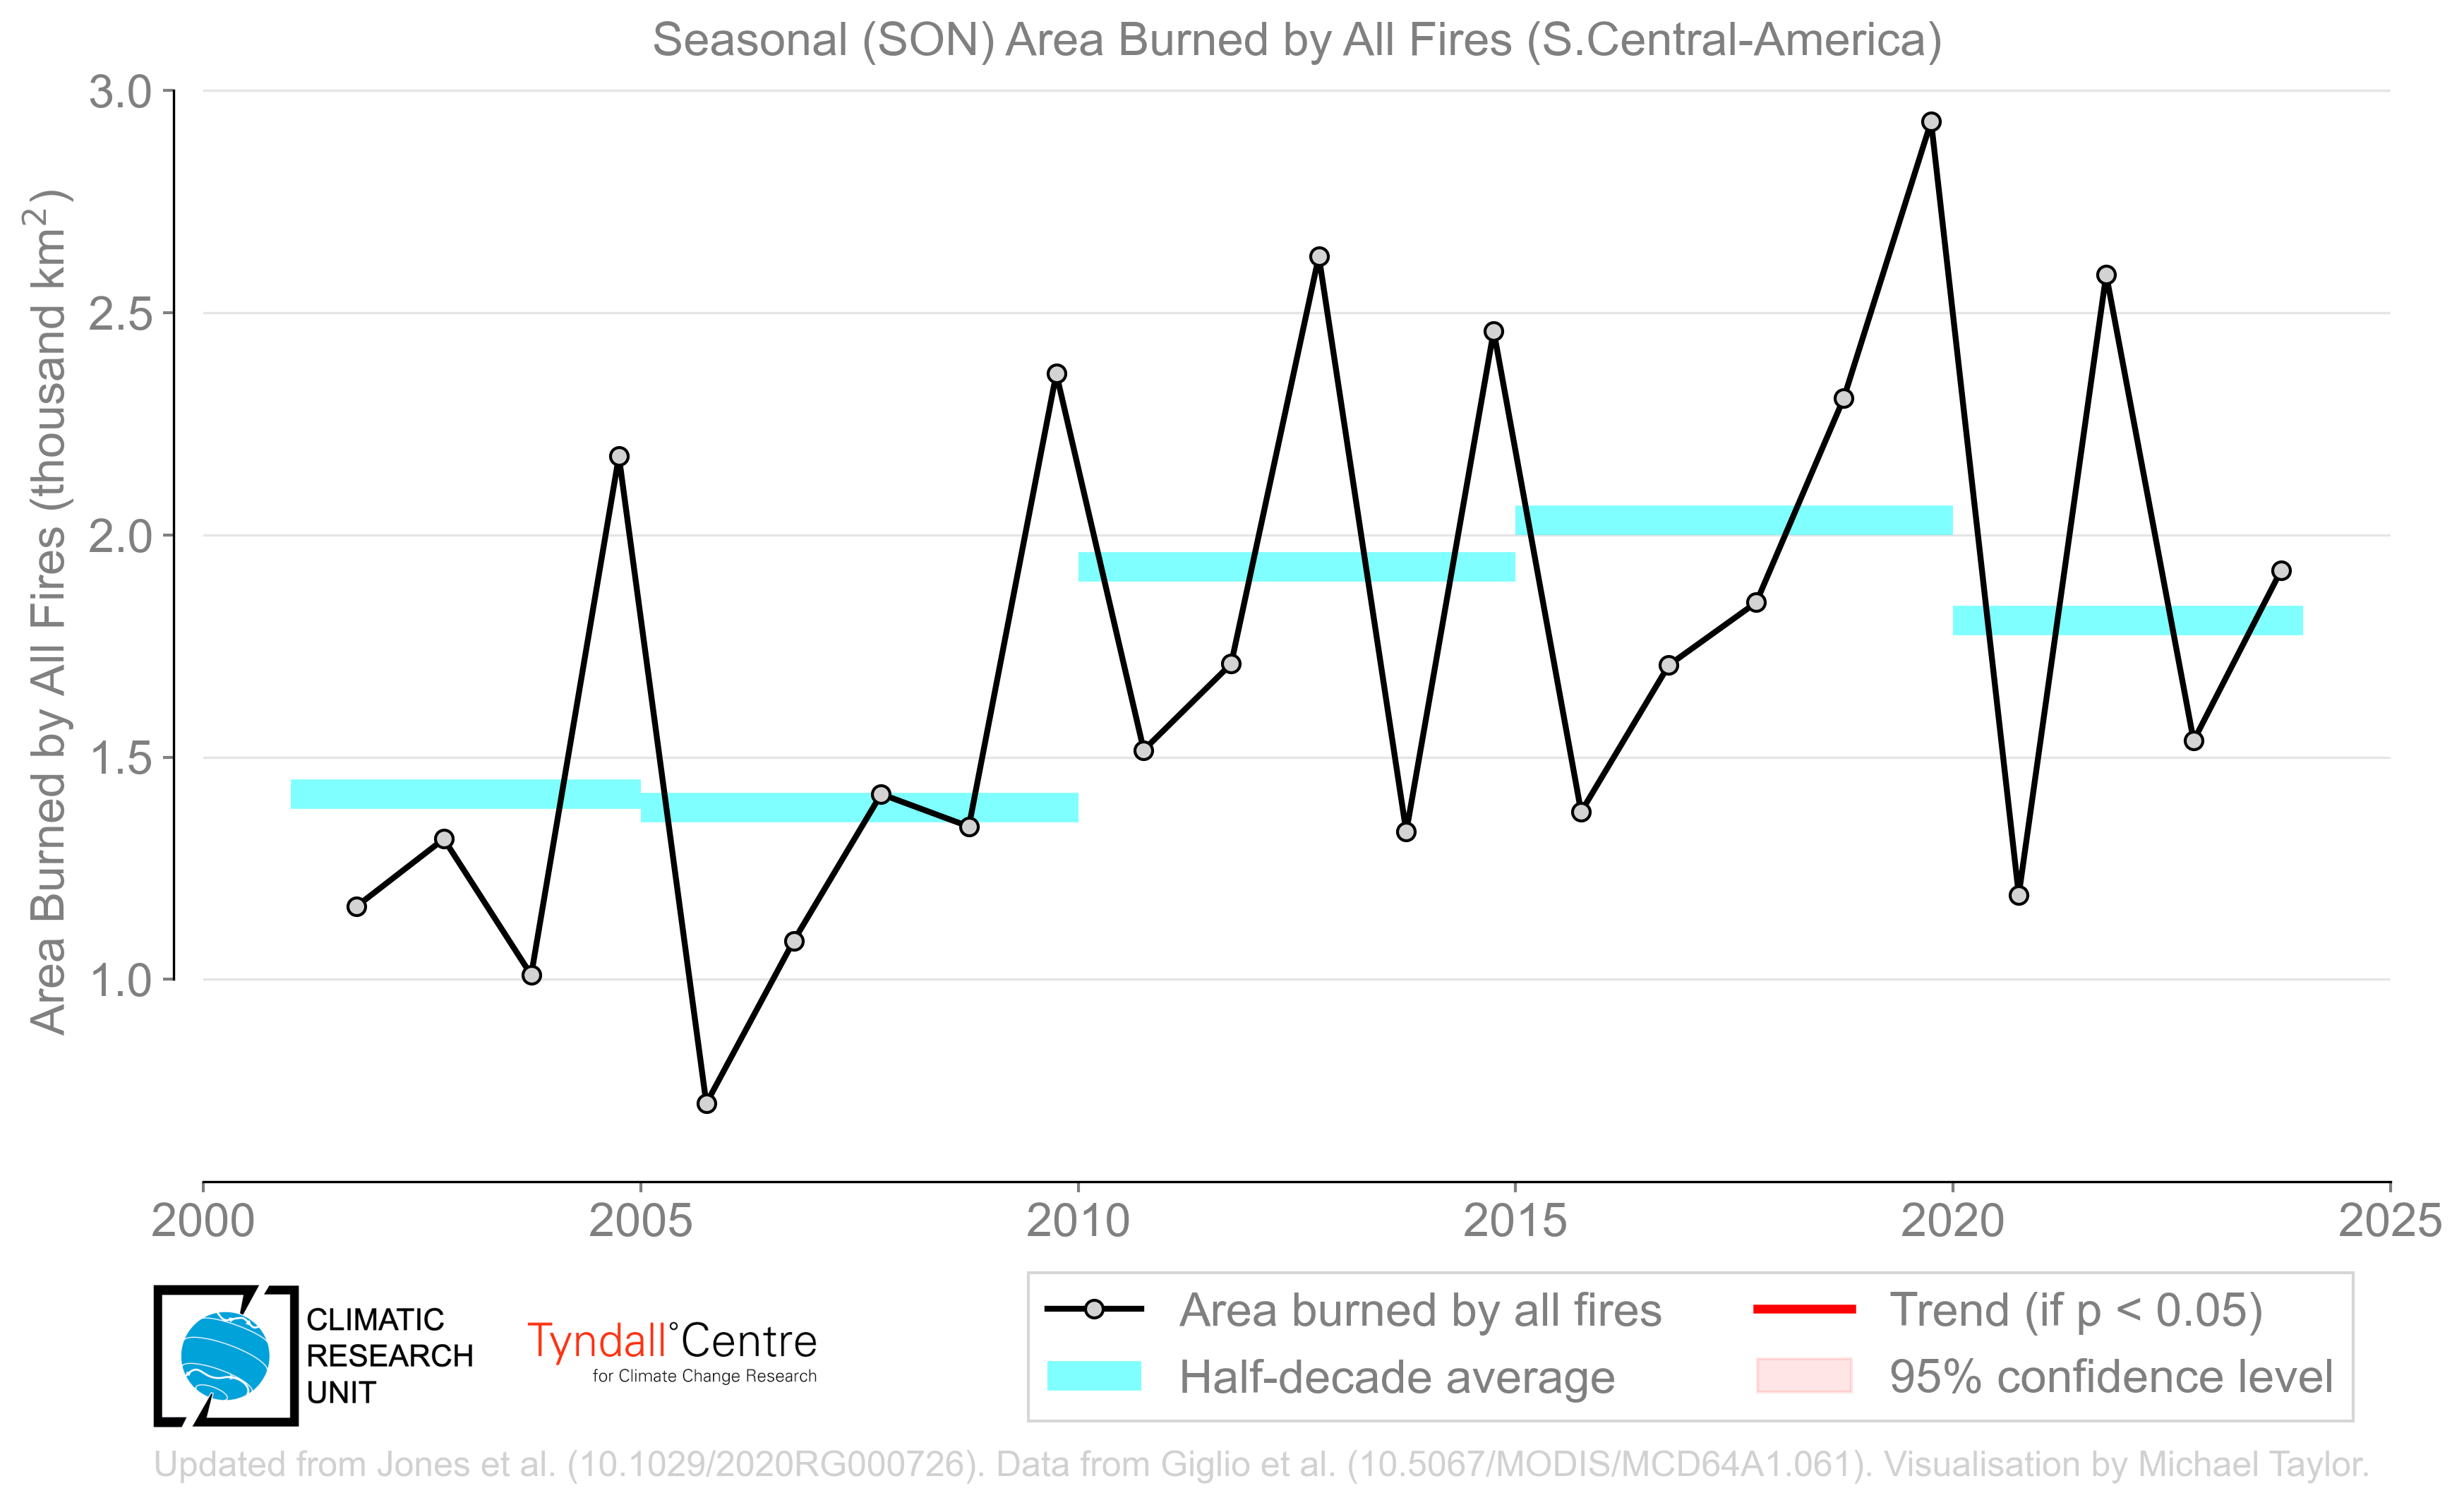 Seasonal (SON) Area Burned by All Fires (S.Central-America)
Area Burned by All Fires (thousand km²)
3.0
2.5
2.0
1.5
1.0
2000 2005 2010 2015 2020 2025
CLIMATIC
RESEARCH
UNIT
Tyndall°Centre
for Climate Change Research
Area burned by all fires
Half-decade average
Trend (if p < 0.05)
95% confidence level
Updated from Jones et al. (10.1029/2020RG000726). Data from Giglio et al. (10.5067/MODIS/MCD64A1.061). Visualisation by Michael Taylor.